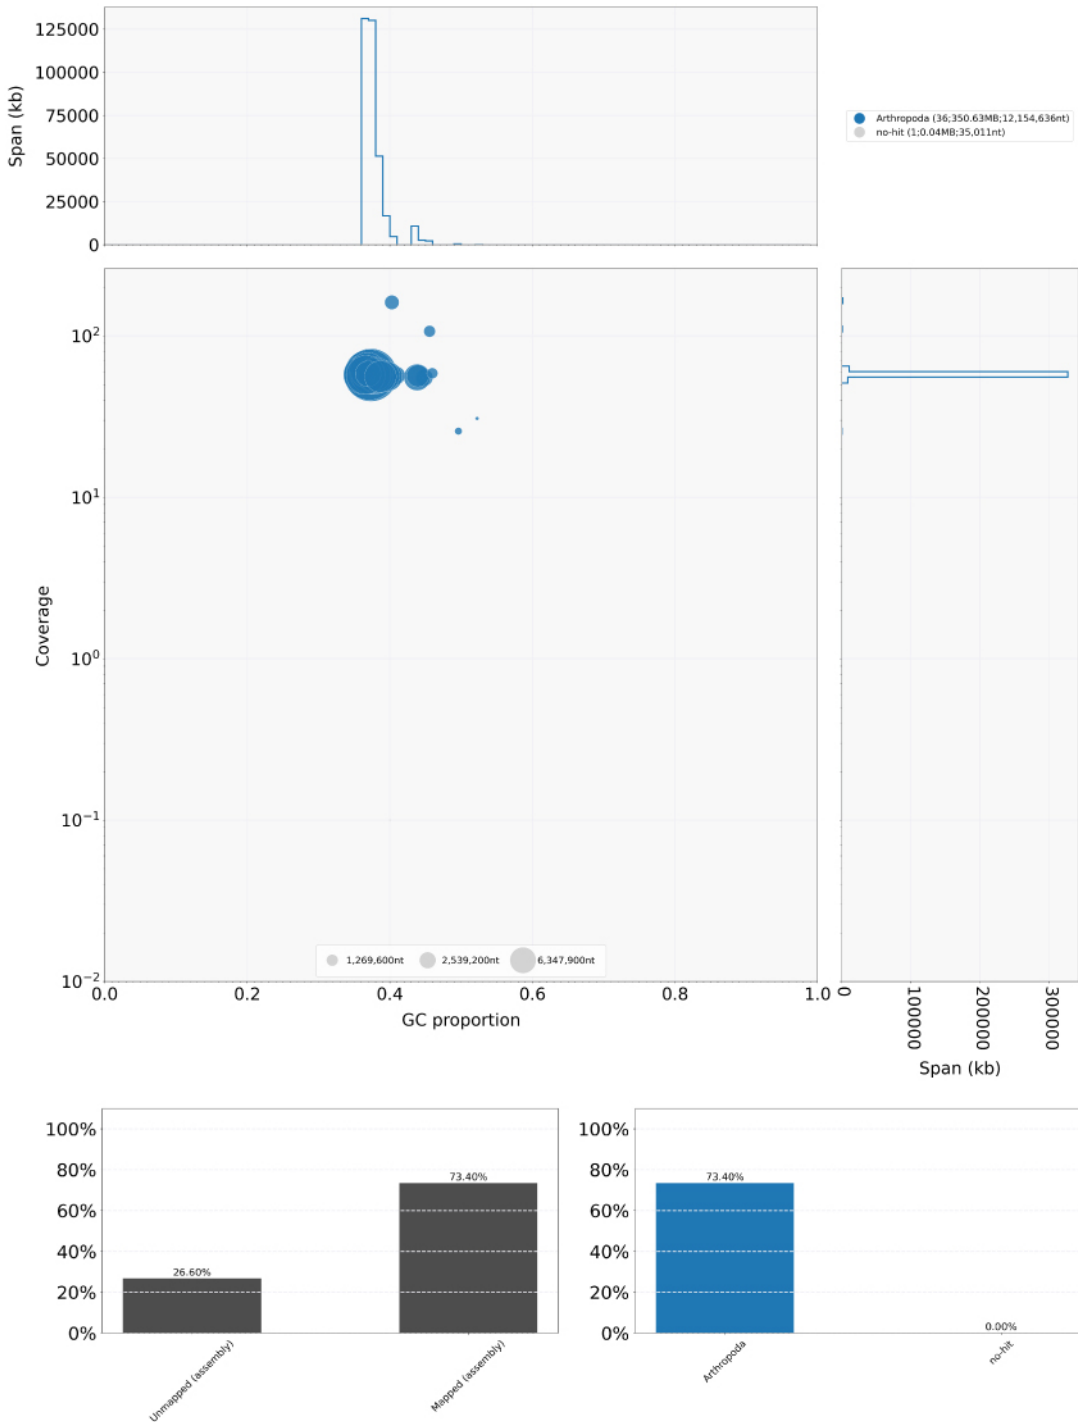 125000
100000
75000
50000
25000
0
Span (kb)
Arthropoda (36;350.63MB;12,154,636nt)
no-hit (1;0.04MB;35,011nt)
10²
10¹
10⁰
10⁻¹
10⁻²
Coverage
1,269,600nt
2,539,200nt
6,347,900nt
0.0
0.2
0.4
0.6
0.8
1.0
GC proportion
0
100000
200000
300000
Span (kb)
100%
80%
60%
40%
20%
0%
26.60%
73.40%
Unmapped (assembly)
Mapped (assembly)
100%
80%
60%
40%
20%
0%
73.40%
0.00%
Arthropoda
no-hit